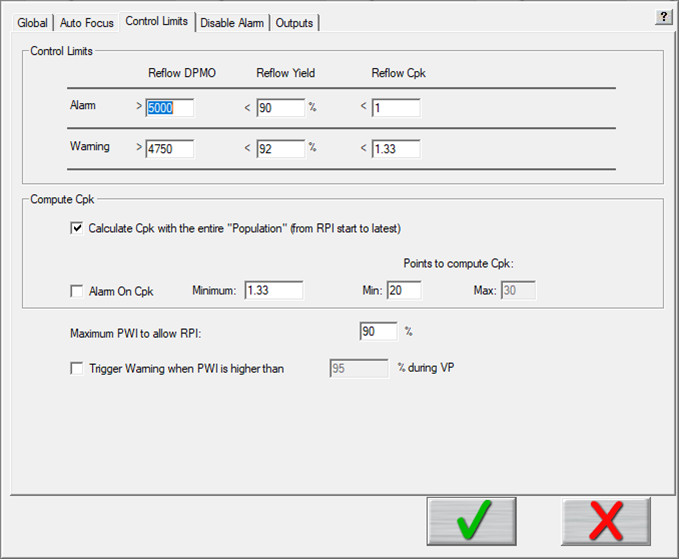 Global Auto Focus Control Limits Disable Alarm Outputs ?
Control Limits
Reflow DPMO Reflow Yield Reflow Cpk
Alarm > 5000 < 90 % < 1
Warning > 4750 < 92 % < 1.33
Compute Cpk
Calculate Cpk with the entire "Population" (from RPI start to latest)
Points to compute Cpk:
Alarm On Cpk Minimum: 1.33 Min: 20 Max: 30
Maximum PWI to allow RPI: 90 %
Trigger Warning when PWI is higher than 95 % during VP